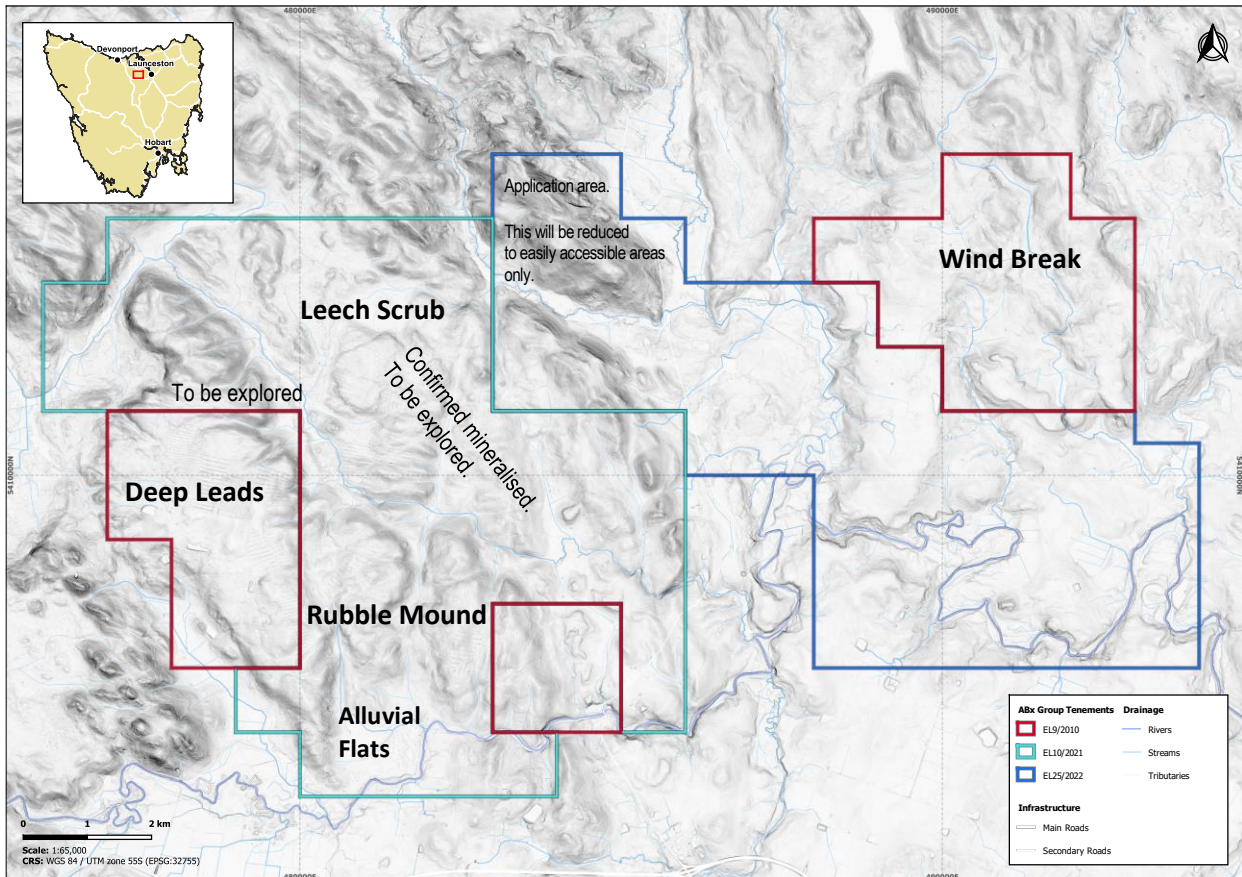 480000E
490000E
Devonport
Launceston
Hobart
Application area.
This will be reduced
to easily accessible areas
only.
Wind Break
Leech Scrub
Confirmed mineralised.
To be explored.
To be explored
5410000N
5410000N
Deep Leads
Rubble Mound
Alluvial
Flats
ABx Group Tenements Drainage
EL9/2010 Rivers
EL10/2021 Streams
EL25/2022 Tributaries
Infrastructure
Main Roads
Secondary Roads
0 1 2 km
Scale: 1:65,000
CRS: WGS 84 / UTM zone 55S (EPSG:32755)
480000E
490000E